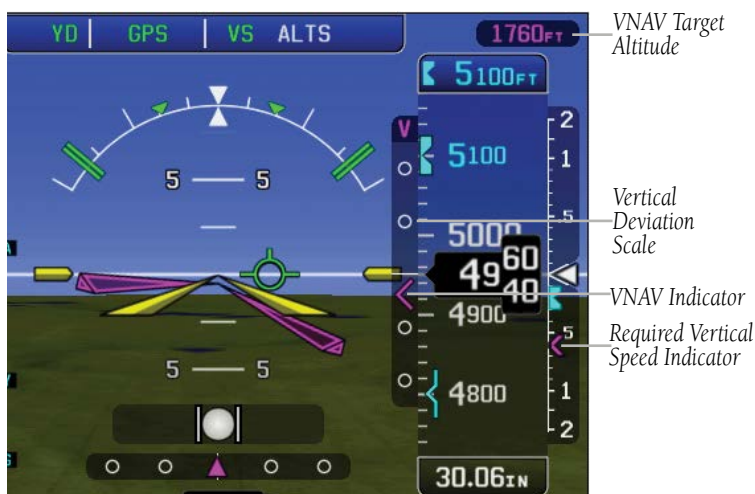 YD GPS VS ALTS
1760FT
VNAV Target
Altitude
5100FT
V
2
5100
1
5 5
Vertical
Deviation
Scale
.5
5000
4960
40
VNAV Indicator
4900
.5
Required Vertical
Speed Indicator
5 5
4800
1
2
30.06IN